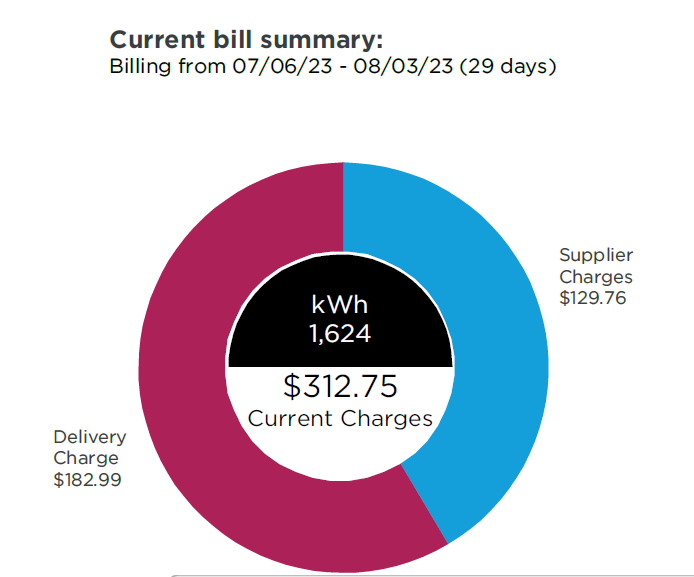 Current bill summary:
Billing from 07/06/23 - 08/03/23 (29 days)
Supplier
Charges
$129.76
kWh
1,624
$312.75
Current Charges
Delivery
Charge
$182.99